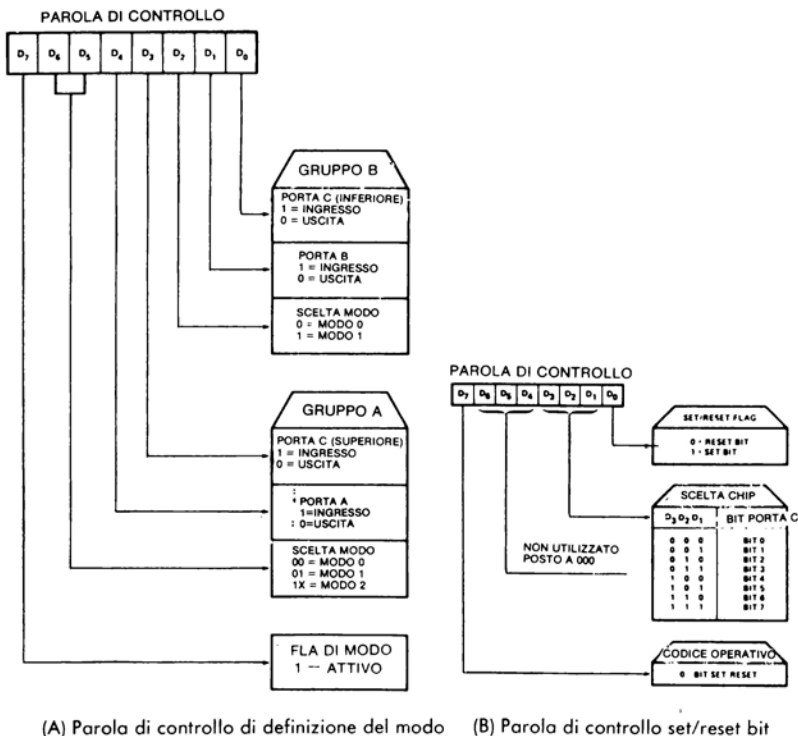 PAROLA DI CONTROLLO
D7 D6 D5 D4 D3 D2 D1 D0
GRUPPO B
PORTA C (INFERIORE)
1 = INGRESSO
0 = USCITA
PORTA B
1 = INGRESSO
0 = USCITA
SCELTA MODO
0 = MODO 0
1 = MODO 1
GRUPPO A
PORTA C (SUPERIORE)
1 = INGRESSO
0 = USCITA
PORTA A
1=INGRESSO
0=USCITA
SCELTA MODO
00 = MODO 0
01 = MODO 1
1X = MODO 2
FLA DI MODO
1 -- ATTIVO
(A) Parola di controllo di definizione del modo
PAROLA DI CONTROLLO
D7 D6 D5 D4 D3 D2 D1 D0
SET/RESET FLAG
0 - RESET BIT
1 - SET BIT
SCELTA CHIP
D3 D2 D1 BIT PORTA C
0 0 0 BIT 0
0 0 1 BIT 1
0 1 0 BIT 2
0 1 1 BIT 3
1 0 0 BIT 4
1 0 1 BIT 5
1 1 0 BIT 6
1 1 1 BIT 7
NON UTILIZZATO
POSTO A 000
CODICE OPERATIVO
0 BIT SET RESET
(B) Parola di controllo set/reset bit